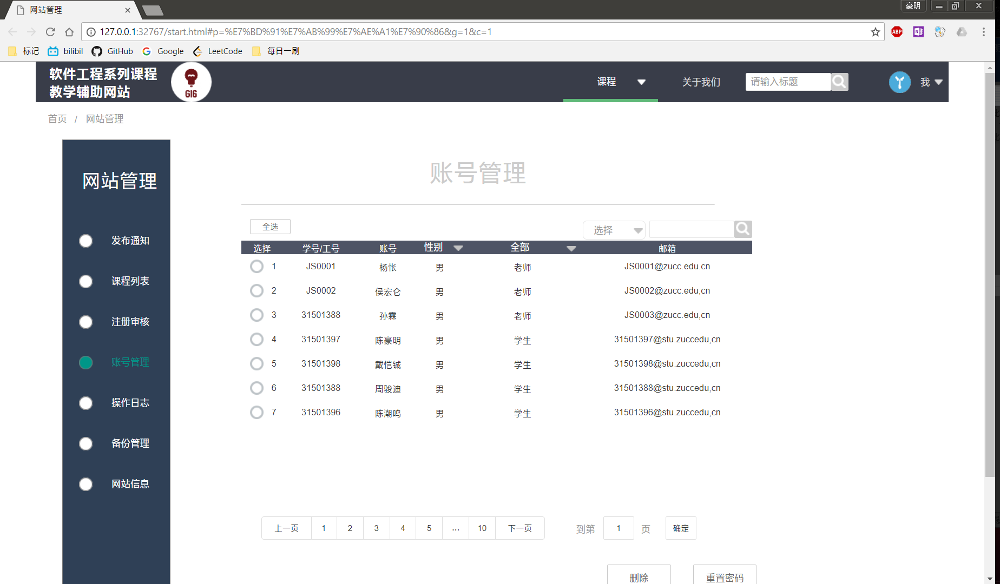 网站管理
豪明
127.0.0.1:32767/start.html#p=%E7%BD%91%E7%AB%99%E7%AE%A1%E7%90%86&g=1&c=1
ABP
N
标记 bilibil GitHub Google LeetCode 每日一刷
软件工程系列课程
教学辅助网站
G16
课程 关于我们 请输入标题 我
首页 / 网站管理
网站管理
发布通知
课程列表
注册审核
账号管理
操作日志
备份管理
网站信息
账号管理
全选 选择
选择 学号/工号 账号 性别 全部 邮箱
1 JS0001 杨怅 男 老师 JS0001@zucc.edu.cn
2 JS0002 侯宏仑 男 老师 JS0002@zucc.edu,cn
3 31501388 孙霖 男 老师 JS0003@zucc.edu,cn
4 31501397 陈豪明 男 学生 31501397@stu.zuccedu,cn
5 31501398 戴恺铖 男 学生 31501398@stu.zuccedu,cn
6 31501388 周骏迪 男 学生 31501388@stu.zuccedu,cn
7 31501396 陈潮鸣 男 学生 31501396@stu.zuccedu,cn
上一页 1 2 3 4 5 ... 10 下一页 到第 1 页 确定
删除 重置密码